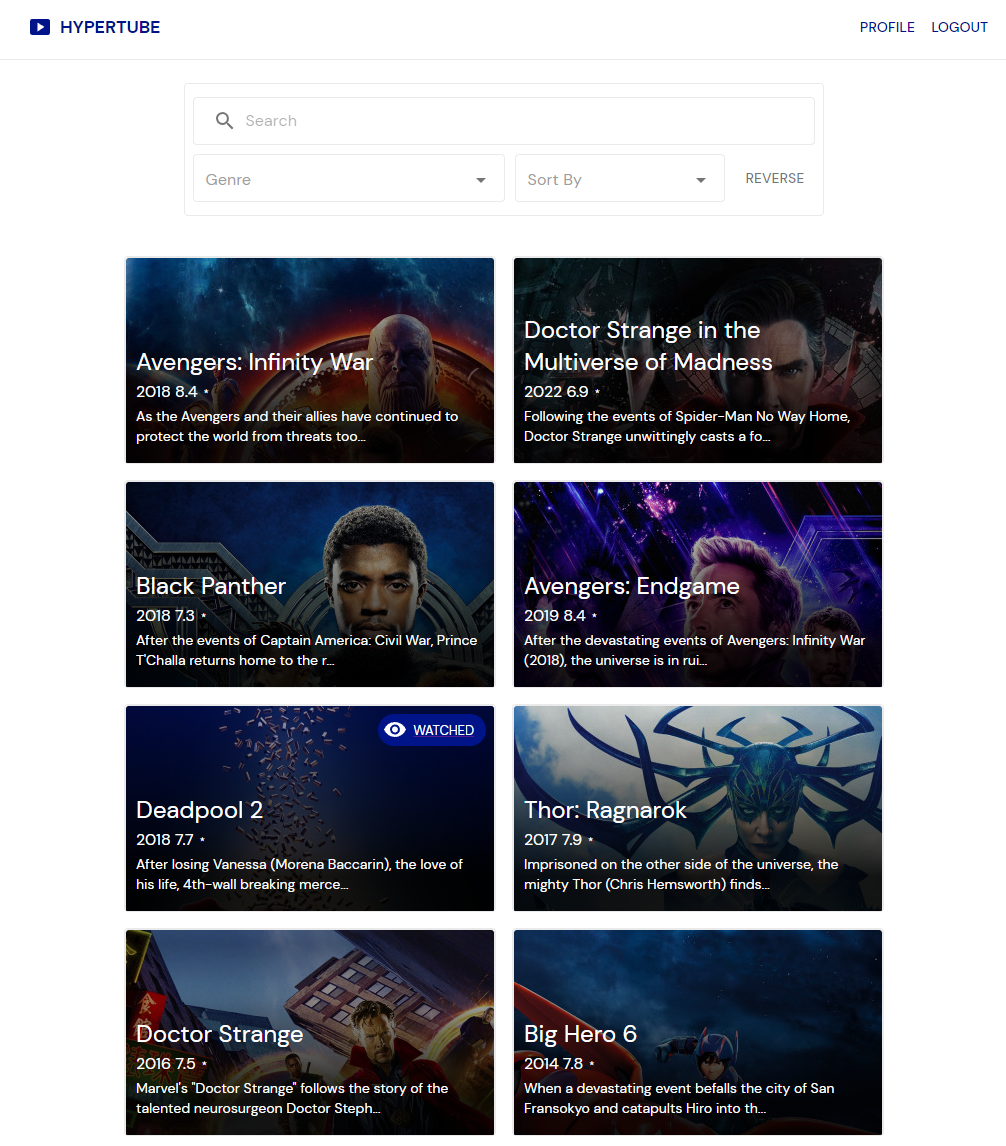 HYPERTUBE
PROFILE
LOGOUT
Search
Genre
Sort By
REVERSE
Avengers: Infinity War
2018 8.4 ★
As the Avengers and their allies have continued to
protect the world from threats too...
Doctor Strange in the
Multiverse of Madness
2022 6.9 ★
Following the events of Spider-Man No Way Home,
Doctor Strange unwittingly casts a fo...
Black Panther
2018 7.3 ★
After the events of Captain America: Civil War, Prince
T'Challa returns home to the r...
Avengers: Endgame
2019 8.4 ★
After the devastating events of Avengers: Infinity War
(2018), the universe is in rui...
WATCHED
Deadpool 2
2018 7.7 ★
After losing Vanessa (Morena Baccarin), the love of
his life, 4th-wall breaking merce...
Thor: Ragnarok
2017 7.9 ★
Imprisoned on the other side of the universe, the
mighty Thor (Chris Hemsworth) finds...
Doctor Strange
2016 7.5 ★
Marvel's "Doctor Strange" follows the story of the
talented neurosurgeon Doctor Steph...
Big Hero 6
2014 7.8 ★
When a devastating event befalls the city of San
Fransokyo and catapults Hiro into th...